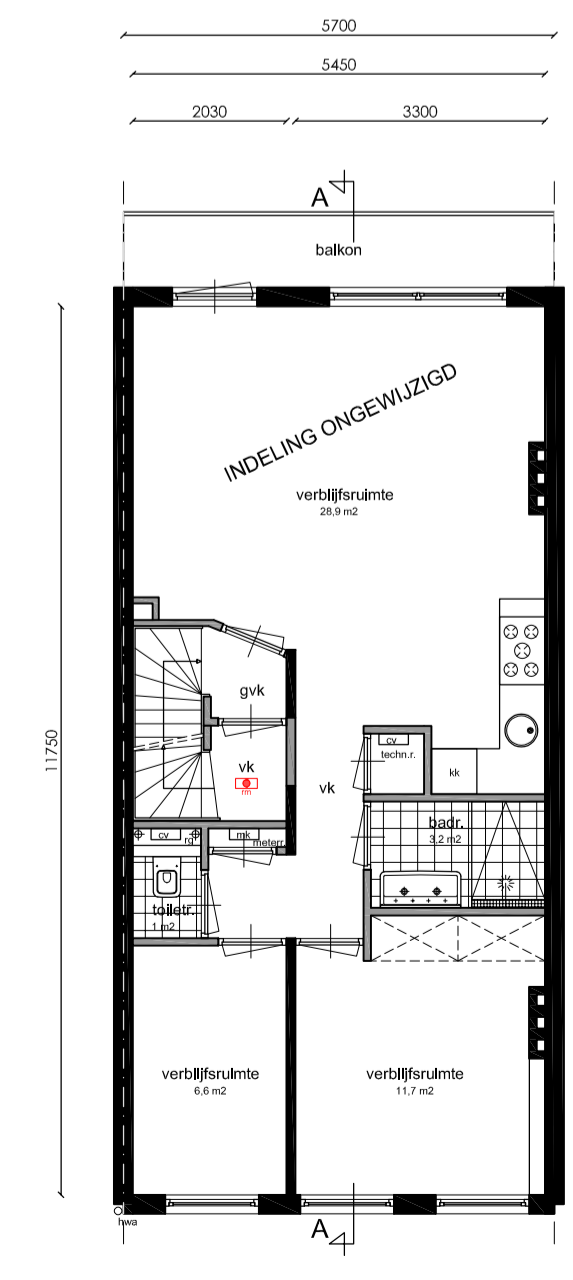 5700
5450
2030
3300
A
balkon
INDELING ONGEWIJZIGD
verblijfsruimte
28,9 m2
gvk
11750
cv
techn.r.
vk
rm
vk
kk
cv
rg
mk
meterr.
badr.
3,2 m2
toiletr.
1 m2
verblijfsruimte
6,6 m2
verblijfsruimte
11,7 m2
hwa
A